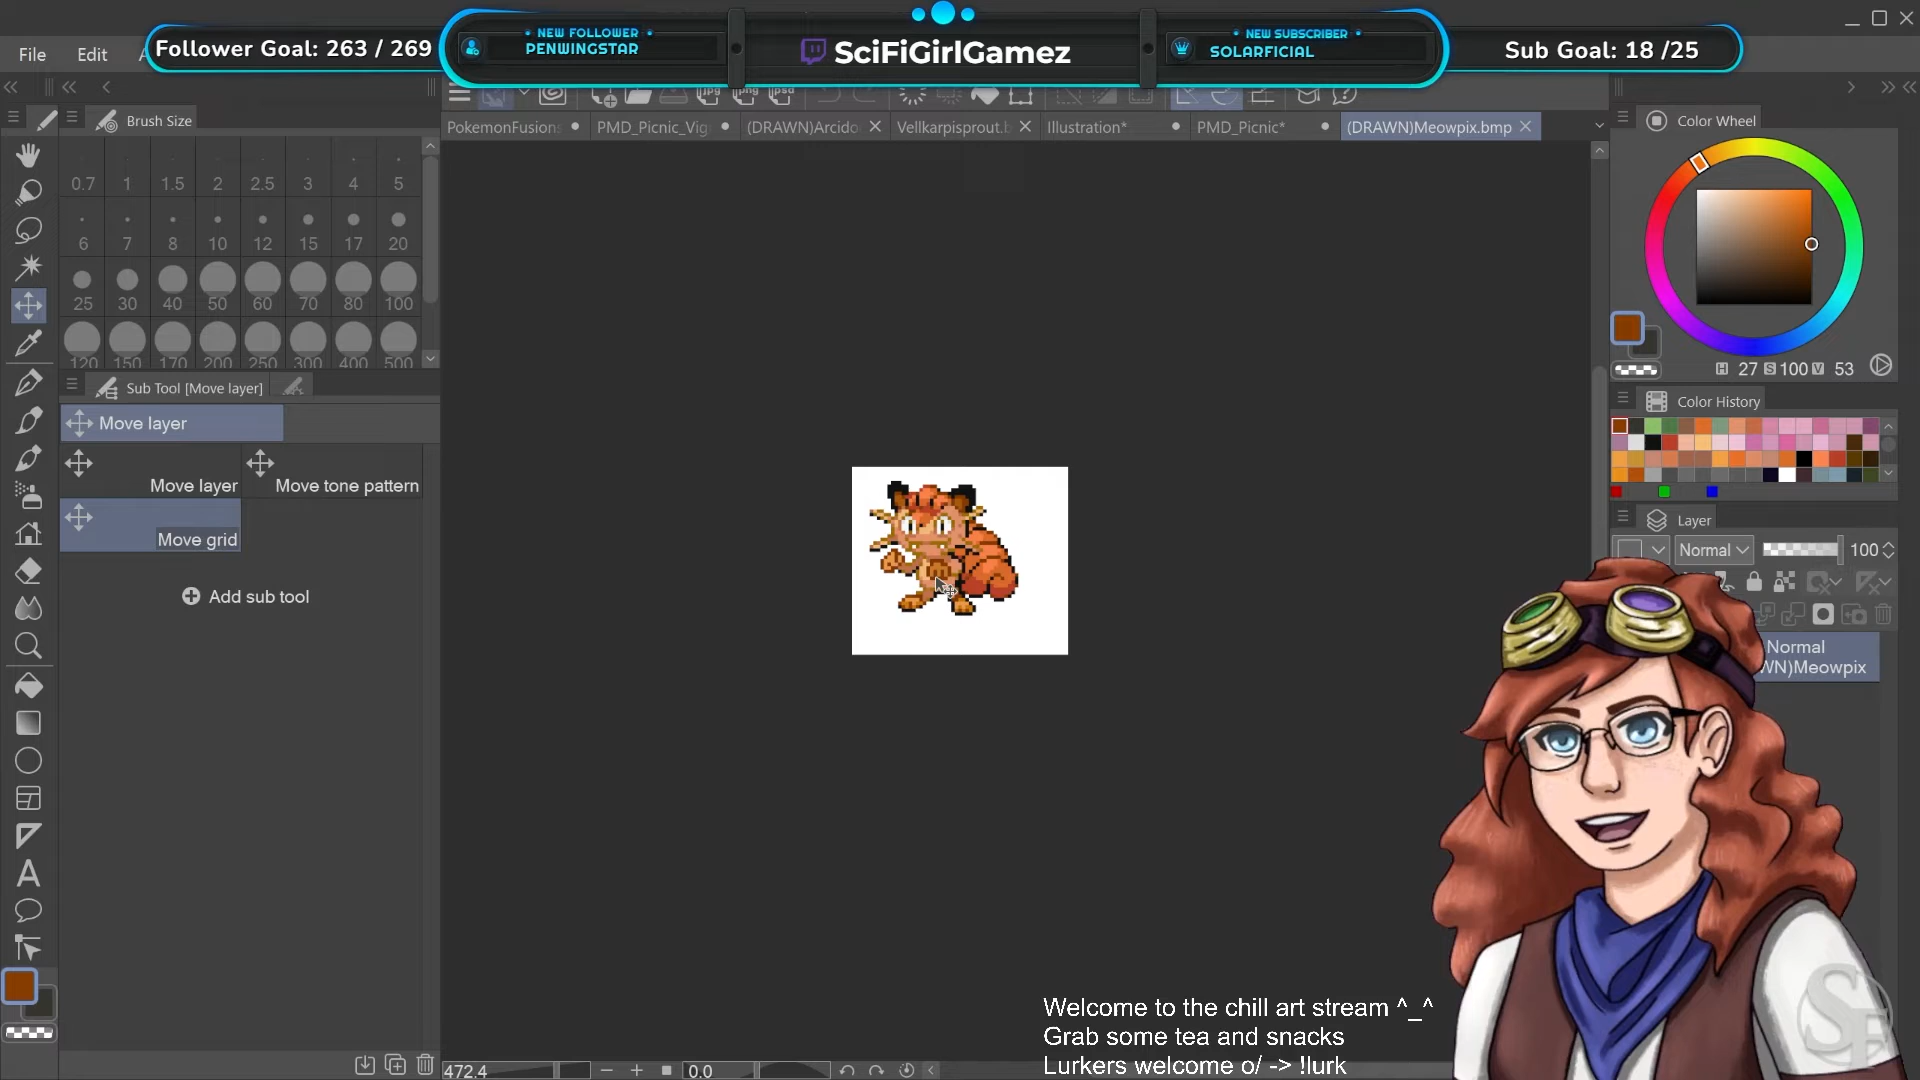 Follower Goal: 263 / 269
NEW FOLLOWER
PENWINGSTAR
SciFiGirlGamez
NEW SUBSCRIBER
SOLARFICIAL
Sub Goal: 18 /25
File
Edit
Brush Size
PokemonFusions
PMD_Picnic_Vig
(DRAWN)Arcido
Vellkarpisprout.b
Illustration*
PMD_Picnic*
(DRAWN)Meowpix.bmp
Color Wheel
0.7 1 1.5 2 2.5 3 4 5
6 7 8 10 12 15 17 20
25 30 40 50 60 70 80 100
120 150 170 200 250 300 400 500
Sub Tool [Move layer]
Move layer
Move layer
Move tone pattern
Move grid
Add sub tool
H 27 S 100 V 53
Color History
Layer
Normal
100
Normal
WN)Meowpix
472.4
0.0
Welcome to the chill art stream ^_^
Grab some tea and snacks
Lurkers welcome o/ -> !lurk
SF